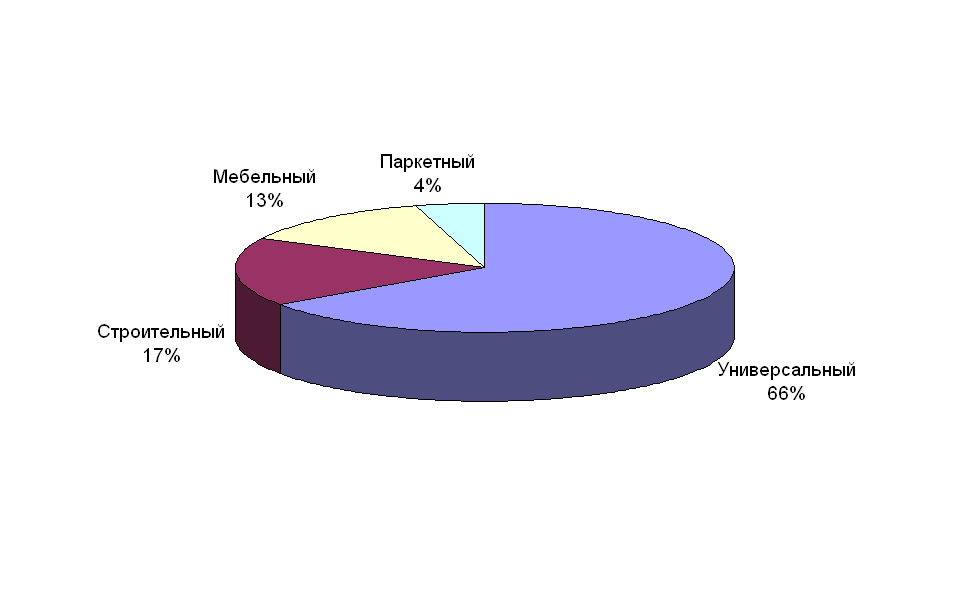 Паркетный
4%
Мебельный
13%
Строительный
17%
Универсальный
66%